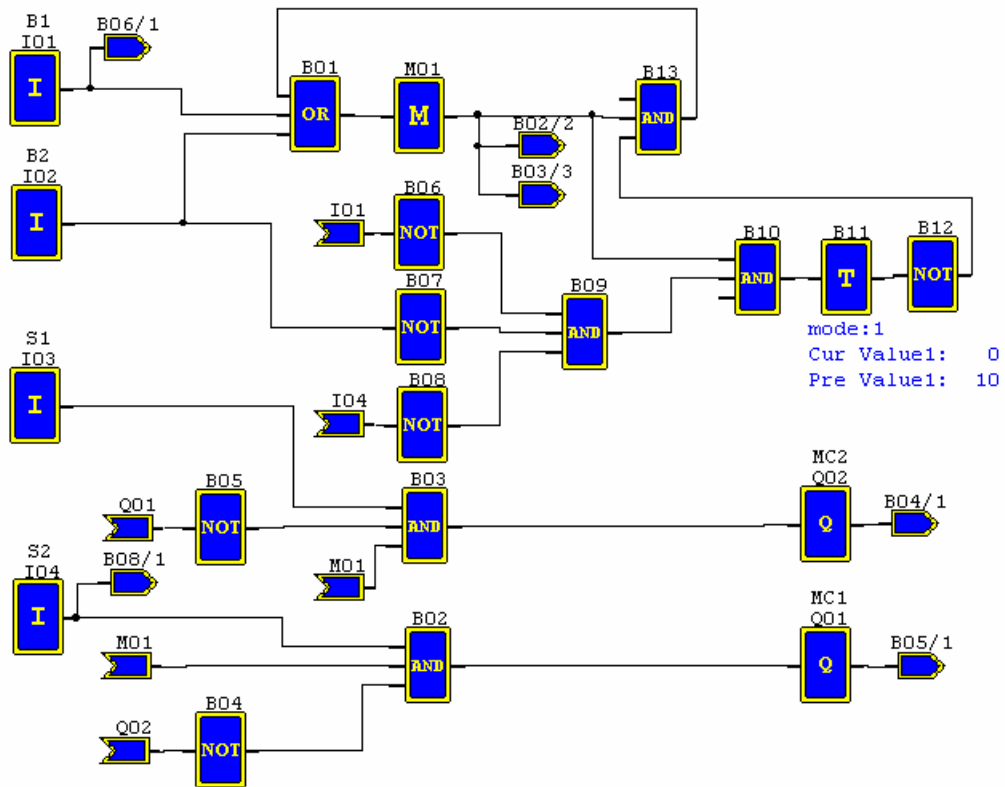 B1
I01
I
B06/1
B01
OR
M01
M
B13
AND
B02/2
B03/3
B2
I02
I
I01
B06
NOT
B07
NOT
B09
AND
B10
AND
B11
T
B12
NOT
mode:1
Cur Value1: 0
Pre Value1: 10
S1
I03
I
I04
B08
NOT
Q01
B05
NOT
B03
AND
M01
MC2
Q02
Q
B04/1
S2
I04
I
B08/1
M01
B02
AND
MC1
Q01
Q
B05/1
Q02
B04
NOT